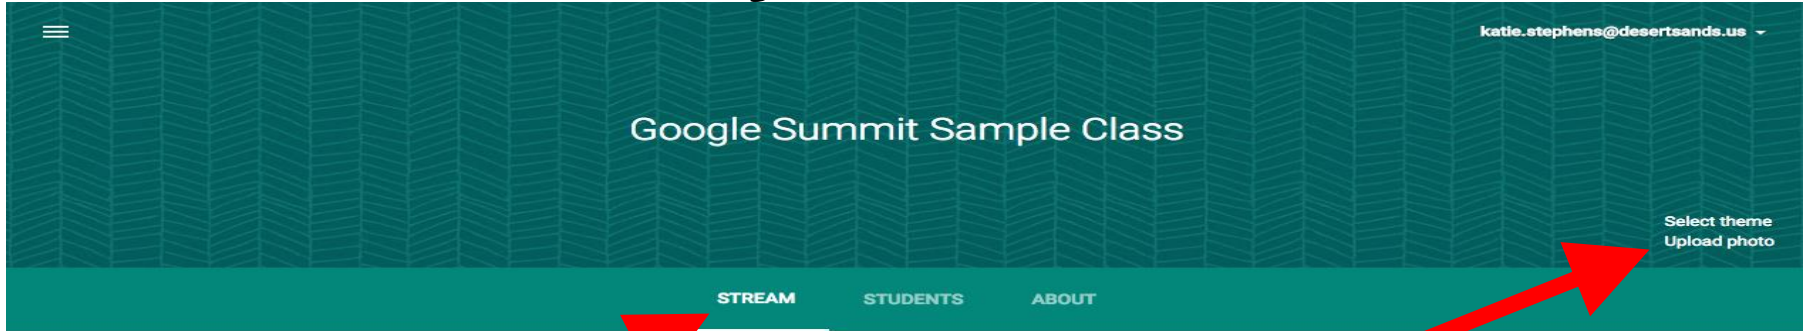 katie.stephens@desertsands.us
Google Summit Sample Class
Select theme
Upload photo
STREAM STUDENTS ABOUT